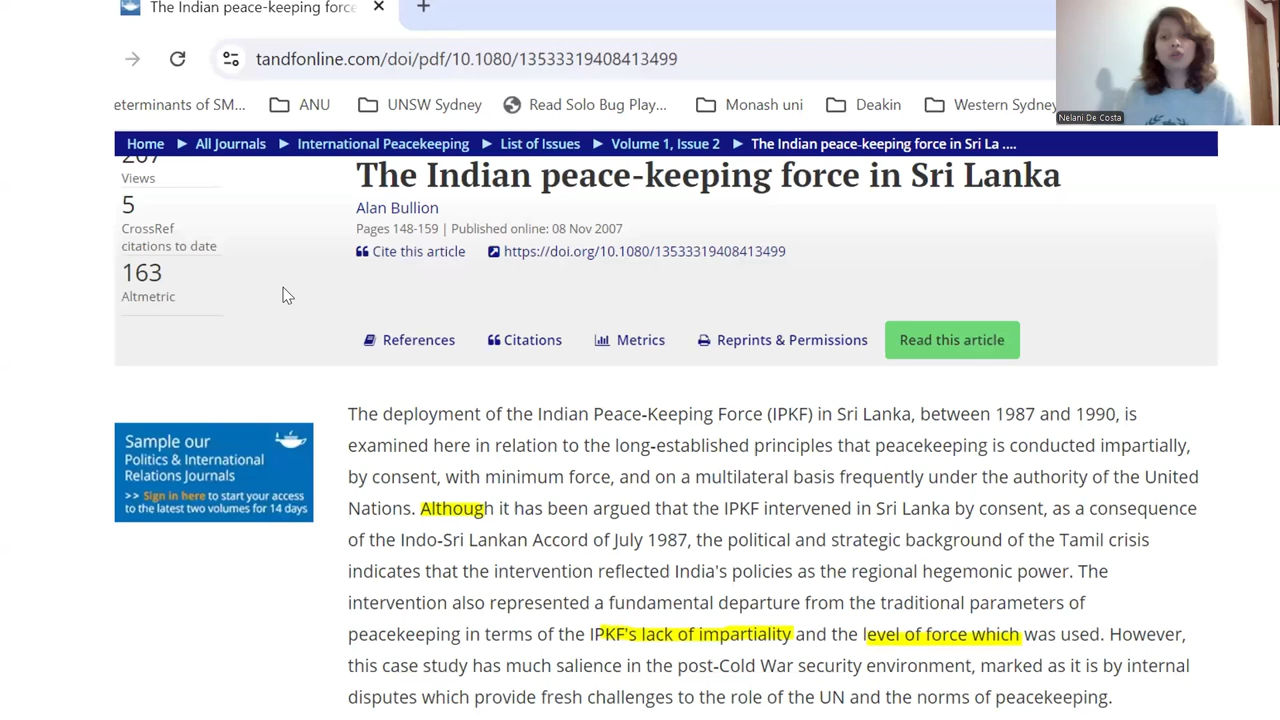 The Indian peace-keeping force
tandfonline.com/doi/pdf/10.1080/13533319408413499
eterminants of SM...
ANU
UNSW Sydney
Read Solo Bug Play...
Monash uni
Deakin
Western Sydney
Nelani De Costa
Home ▶ All Journals ▶ International Peacekeeping ▶ List of Issues ▶ Volume 1, Issue 2 ▶ The Indian peace-keeping force in Sri La ....
Views
5
CrossRef
citations to date
163
Altmetric
The Indian peace-keeping force in Sri Lanka
Alan Bullion
Pages 148-159 | Published online: 08 Nov 2007
Cite this article
https://doi.org/10.1080/13533319408413499
References
Citations
Metrics
Reprints & Permissions
Read this article
Sample our
Politics & International
Relations Journals
>> Sign in here to start your access
to the latest two volumes for 14 days
The deployment of the Indian Peace-Keeping Force (IPKF) in Sri Lanka, between 1987 and 1990, is
examined here in relation to the long-established principles that peacekeeping is conducted impartially,
by consent, with minimum force, and on a multilateral basis frequently under the authority of the United
Nations. Although it has been argued that the IPKF intervened in Sri Lanka by consent, as a consequence
of the Indo-Sri Lankan Accord of July 1987, the political and strategic background of the Tamil crisis
indicates that the intervention reflected India's policies as the regional hegemonic power. The
intervention also represented a fundamental departure from the traditional parameters of
peacekeeping in terms of the IPKF's lack of impartiality and the level of force which was used. However,
this case study has much salience in the post-Cold War security environment, marked as it is by internal
disputes which provide fresh challenges to the role of the UN and the norms of peacekeeping.